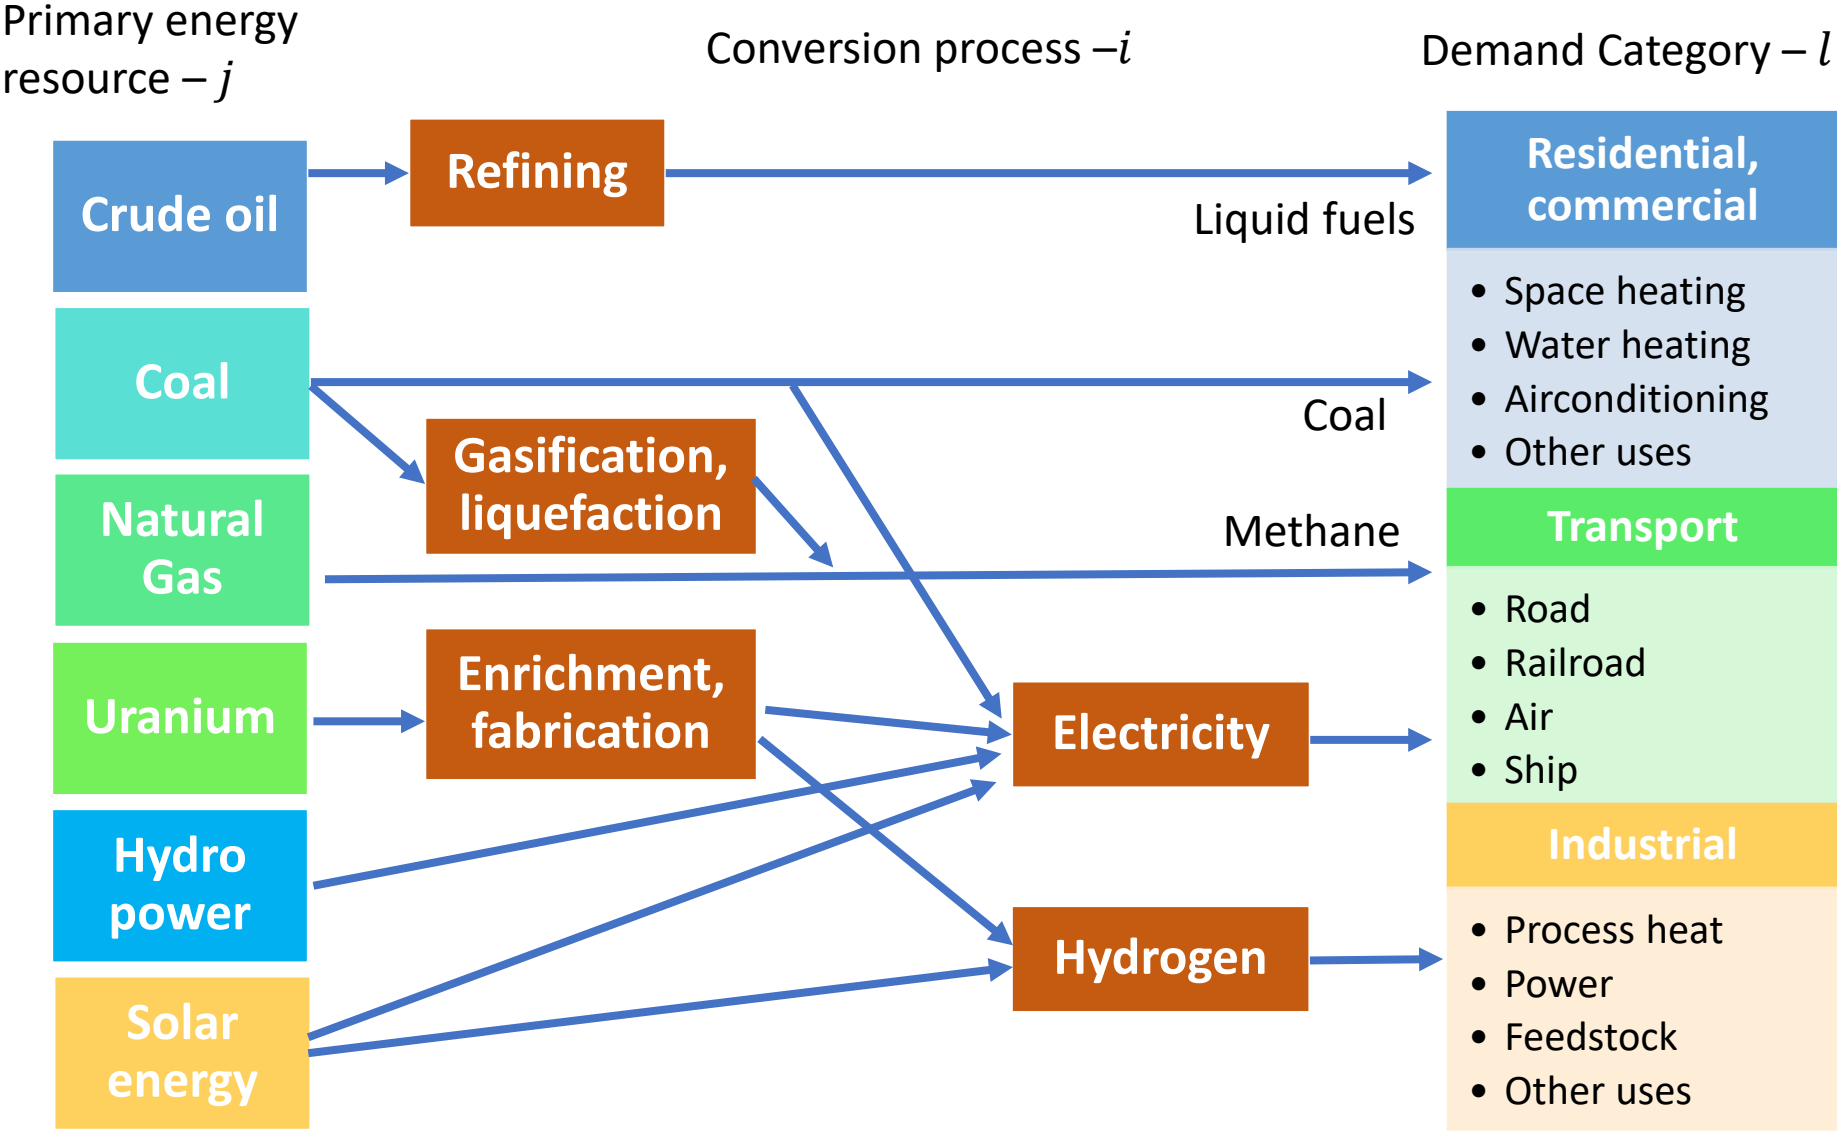 Primary energy
resource – j
Conversion process –i
Demand Category – l
Crude oil
Refining
Liquid fuels
Coal
Coal
Gasification,
liquefaction
Natural
Gas
Methane
Uranium
Enrichment,
fabrication
Electricity
Hydro
power
Hydrogen
Solar
energy
Residential,
commercial
• Space heating
• Water heating
• Airconditioning
• Other uses
Transport
• Road
• Railroad
• Air
• Ship
Industrial
• Process heat
• Power
• Feedstock
• Other uses